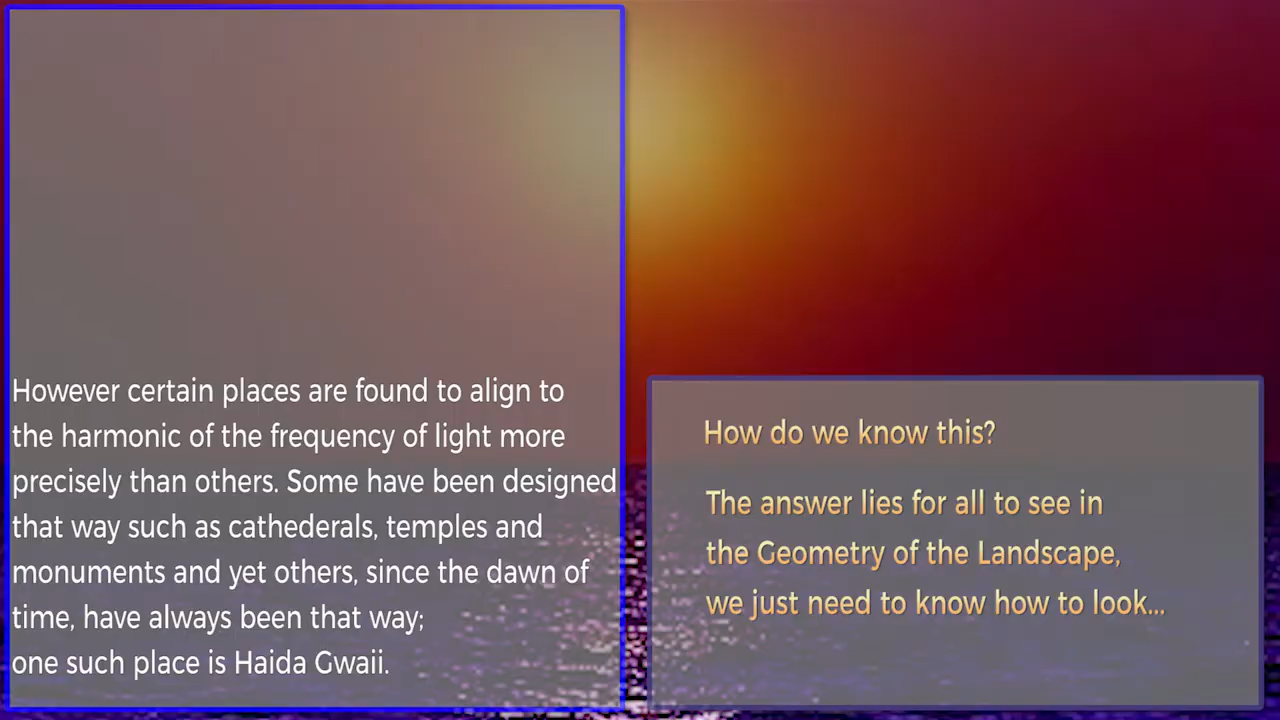 However certain places are found to align to
the harmonic of the frequency of light more
precisely than others. Some have been designed
that way such as cathederals, temples and
monuments and yet others, since the dawn of
time, have always been that way;
one such place is Haida Gwaii.
How do we know this?
The answer lies for all to see in
the Geometry of the Landscape,
we just need to know how to look...